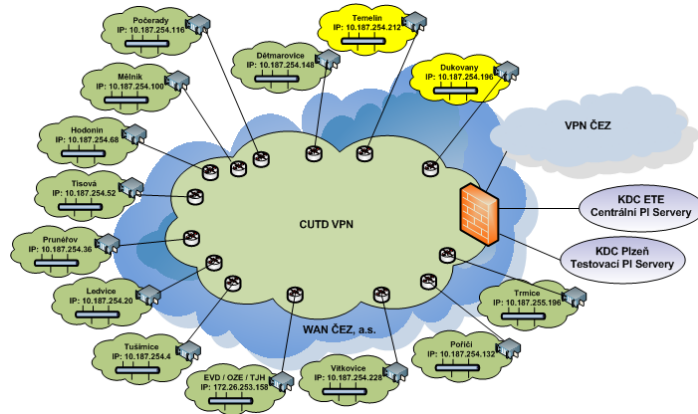 Počerady
IP: 10.187.254.116
Temelín
IP: 10.187.254.212
Dětmarovice
IP: 10.187.254.148
Dukovany
IP: 10.187.254.196
Mělník
IP: 10.187.254.100
Hodonín
IP: 10.187.254.68
VPN ČEZ
Tisová
IP: 10.187.254.52
KDC ETE
Centrální PI Servery
CUTD VPN
Prunéřov
IP: 10.187.254.36
KDC Plzeň
Testovací PI Servery
Ledvice
IP: 10.187.254.20
Trmice
IP: 10.187.255.196
WAN ČEZ, a.s.
Tušimice
IP: 10.187.254.4
Poříčí
IP: 10.187.254.132
EVD / OZE / TJH
IP: 172.26.253.158
Vítkovice
IP: 10.187.254.228